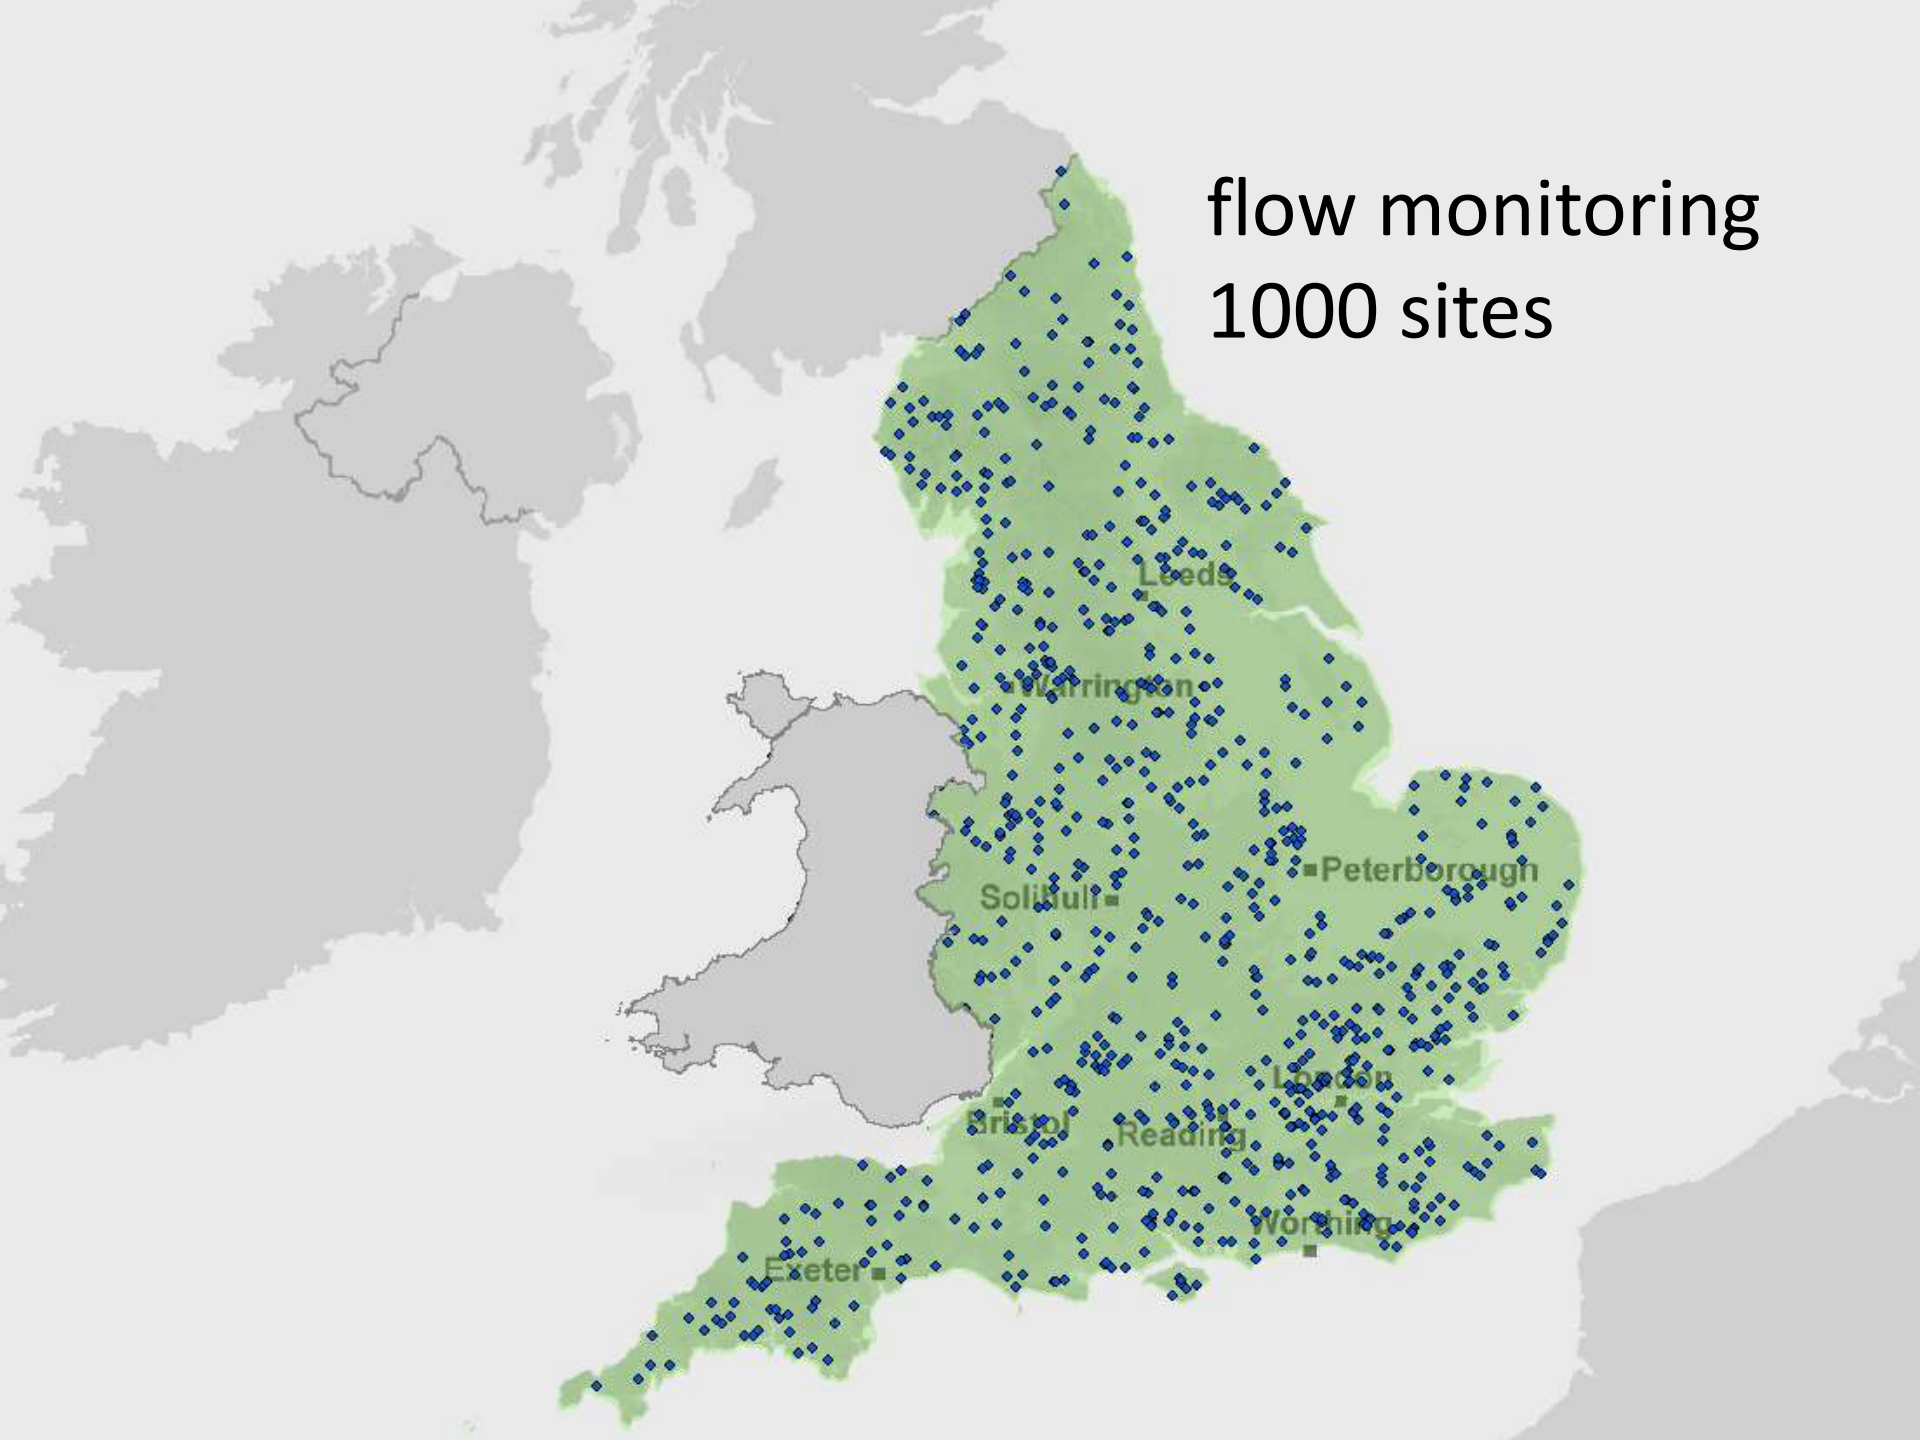 flow monitoring
1000 sites
Leeds
Warrington
Peterborough
Solihull
London
Bristol
Reading
Worthing
Exeter